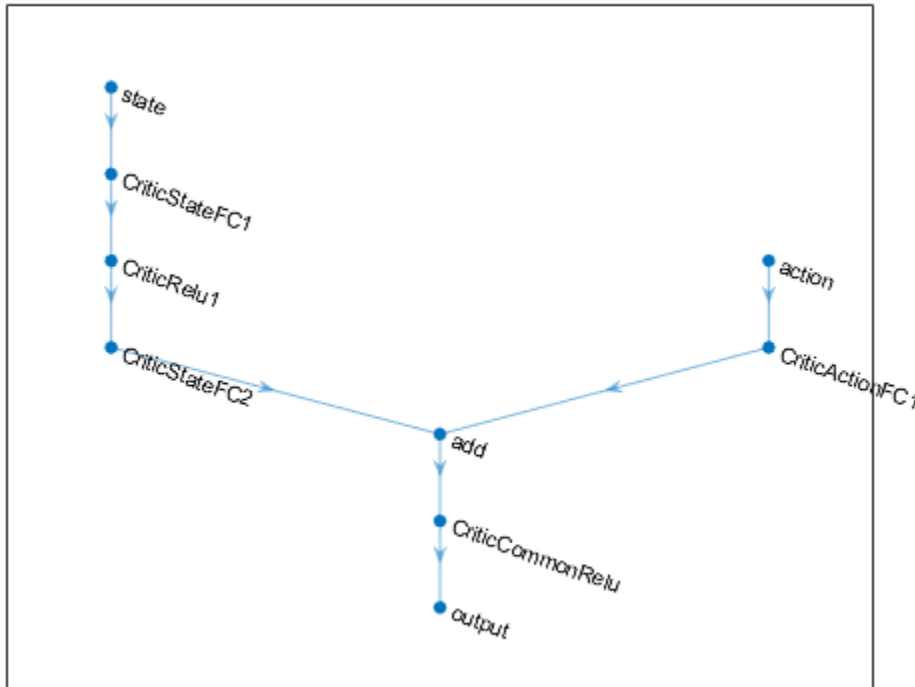 state
CriticStateFC1
CriticRelu1
action
CriticStateFC2
CriticActionFC1
add
CriticCommonRelu
output